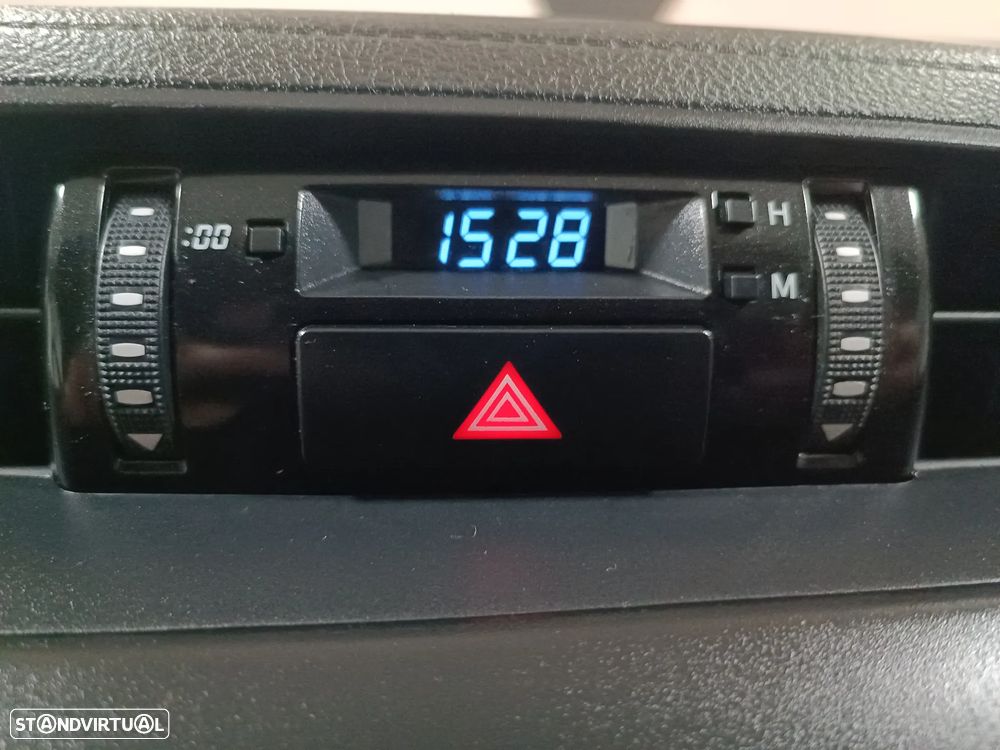 :00 1528 H
M
STANDVIRTUAL